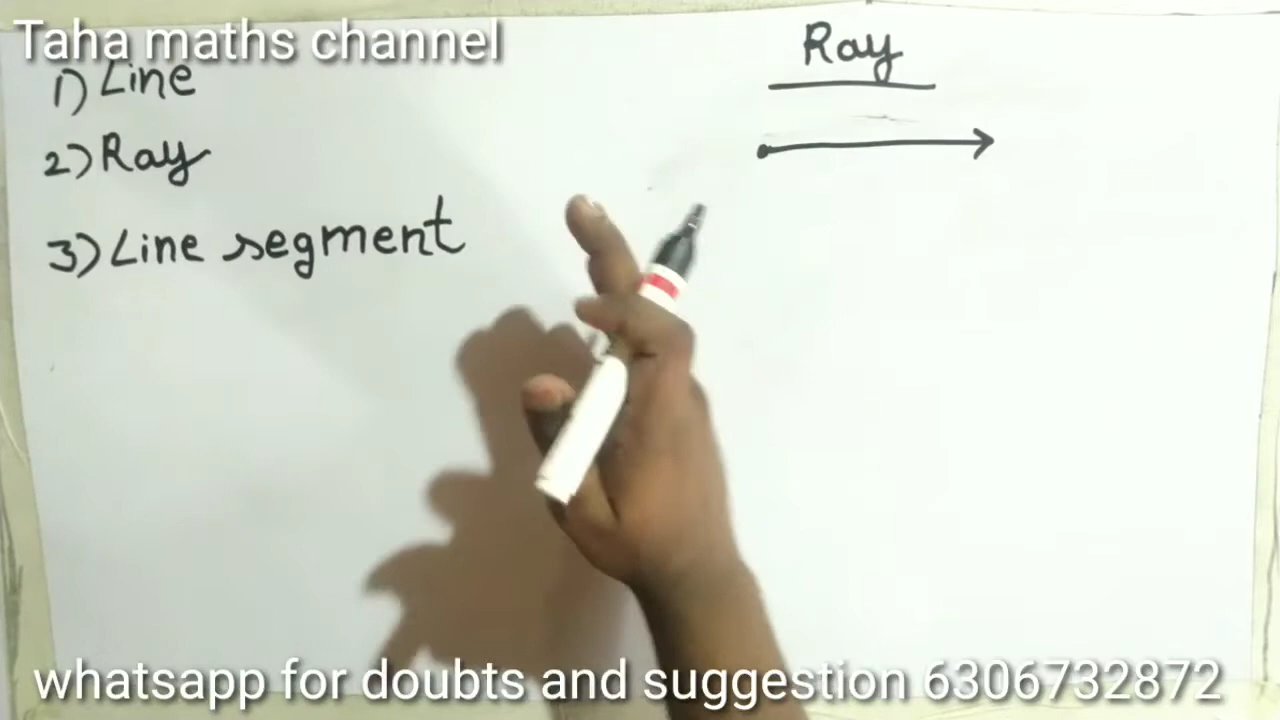 Taha maths channel
1) Line
2) Ray
3) Line segment
Ray
whatsapp for doubts and suggestion 6306732872